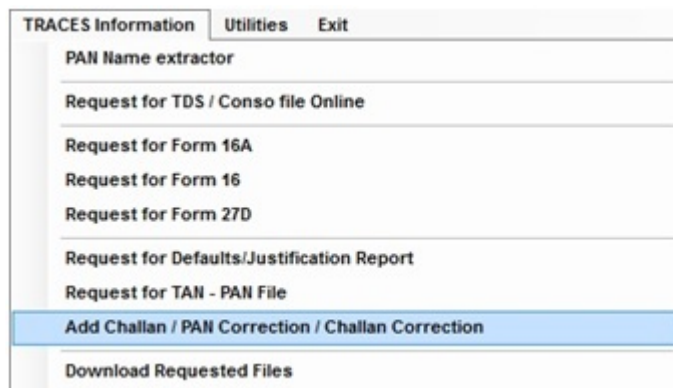 TRACES Information Utilities Exit
PAN Name extractor
Request for TDS / Conso file Online
Request for Form 16A
Request for Form 16
Request for Form 27D
Request for Defaults/Justification Report
Request for TAN - PAN File
Add Challan / PAN Correction / Challan Correction
Download Requested Files